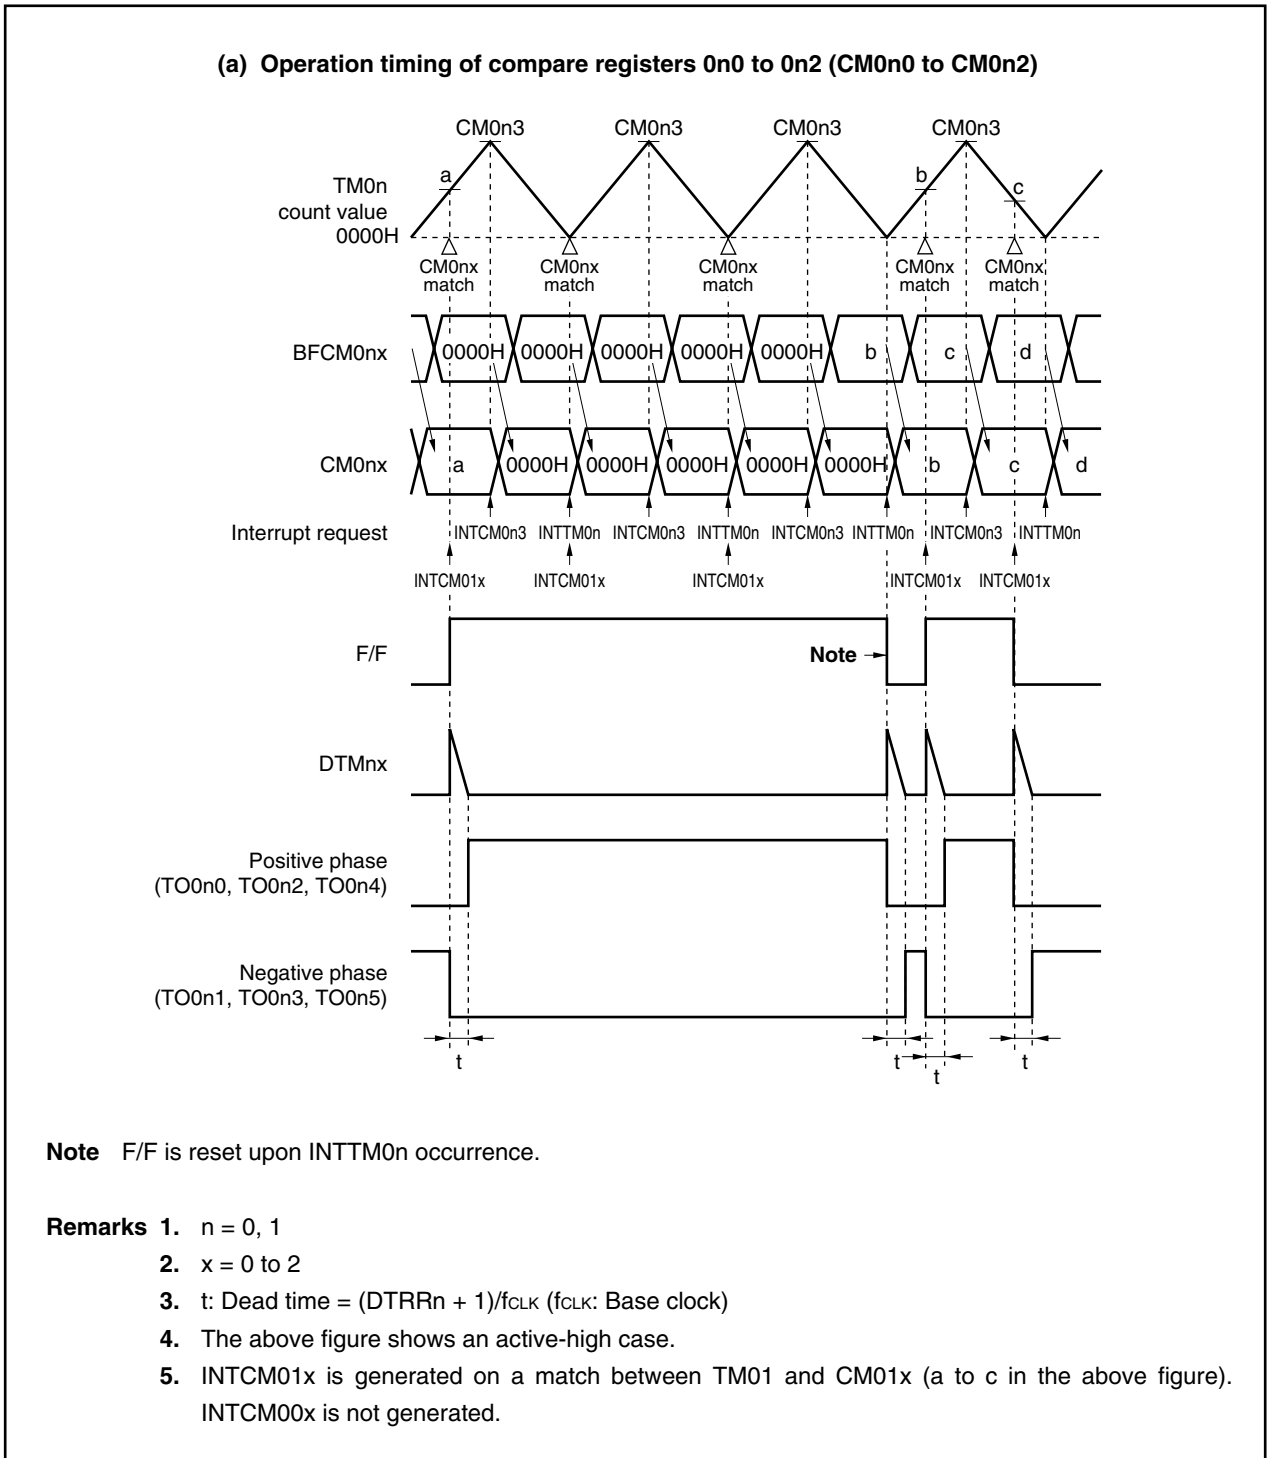 (a) Operation timing of compare registers 0n0 to 0n2 (CM0n0 to CM0n2)
CM0n3 CM0n3 CM0n3 CM0n3
a b c
TM0n
count value
0000H
CM0nx CM0nx CM0nx CM0nx CM0nx
match match match match match
BFCM0nx 0000H 0000H 0000H 0000H 0000H b c d
CM0nx a 0000H 0000H 0000H 0000H 0000H b c d
Interrupt request INTCM0n3 INTTM0n INTCM0n3 INTTM0n INTCM0n3 INTTM0n INTCM0n3 INTTM0n
INTCM01x INTCM01x INTCM01x INTCM01x INTCM01x
F/F Note
DTMnx
Positive phase
(TO0n0, TO0n2, TO0n4)
Negative phase
(TO0n1, TO0n3, TO0n5)
t t t t
Note F/F is reset upon INTTM0n occurrence.
Remarks 1. n = 0, 1
2. x = 0 to 2
3. t: Dead time = (DTRRn + 1)/fCLK (fCLK: Base clock)
4. The above figure shows an active-high case.
5. INTCM01x is generated on a match between TM01 and CM01x (a to c in the above figure).
INTCM00x is not generated.